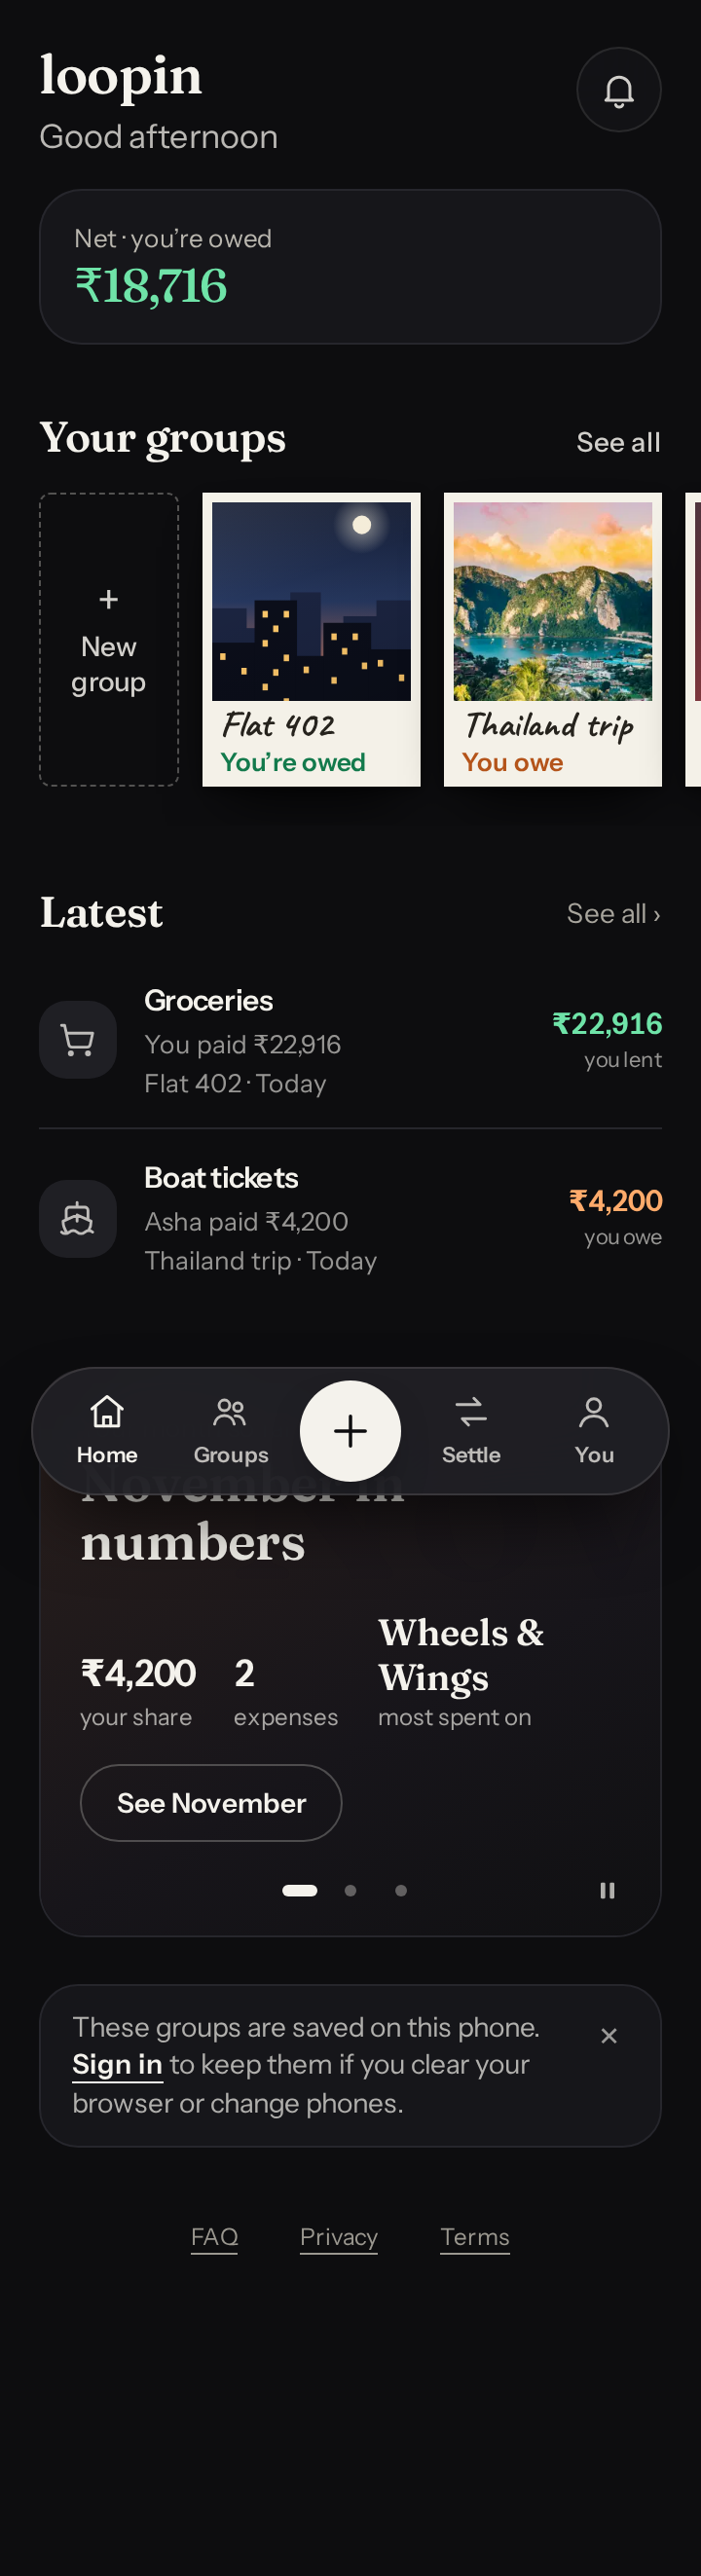 loopin
Good afternoon
Net · you’re owed
₹18,716
Your groups
See all
+
New
group
Flat 402
You’re owed
Thailand trip
You owe
Latest
See all ›
Groceries
You paid ₹22,916
Flat 402 · Today
₹22,916
you lent
Boat tickets
Asha paid ₹4,200
Thailand trip · Today
₹4,200
you owe
Home
Groups
Settle
You
November in
numbers
₹4,200
your share
2
expenses
Wheels &
Wings
most spent on
See November
These groups are saved on this phone.
Sign in to keep them if you clear your
browser or change phones.
FAQ
Privacy
Terms